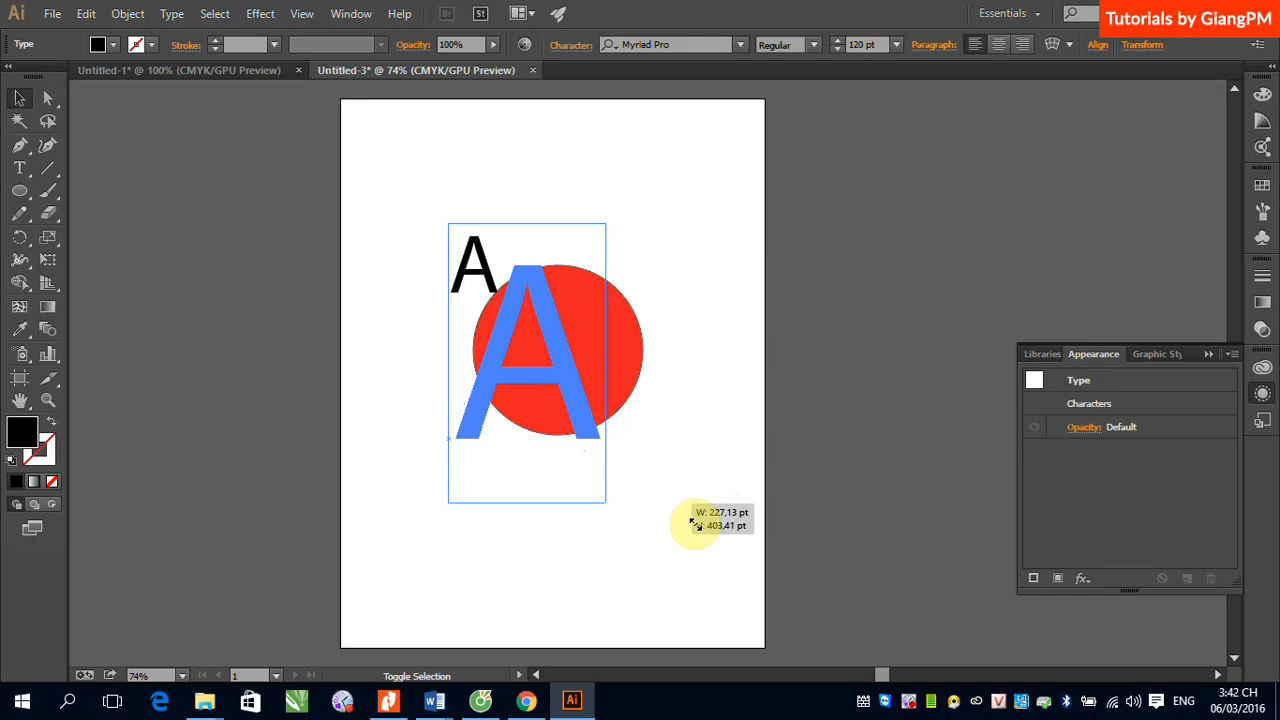 Ai File Edit Object Type Select Effect View Window Help Br St Essentials
Tutorials by GiangPM
Type Stroke: Opacity: 100% Character: Myriad Pro Regular 120 pt Paragraph: Align Transform
Untitled-1* @ 100% (CMYK/GPU Preview) × Untitled-3* @ 74% (CMYK/GPU Preview) ×
A
A
Libraries Appearance Graphic Sty
Type
Characters
Opacity: Default
W: 227,13 pt
403,41 pt
fx
74% 1 Toggle Selection
Ai ENG
3:42 CH
06/03/2016